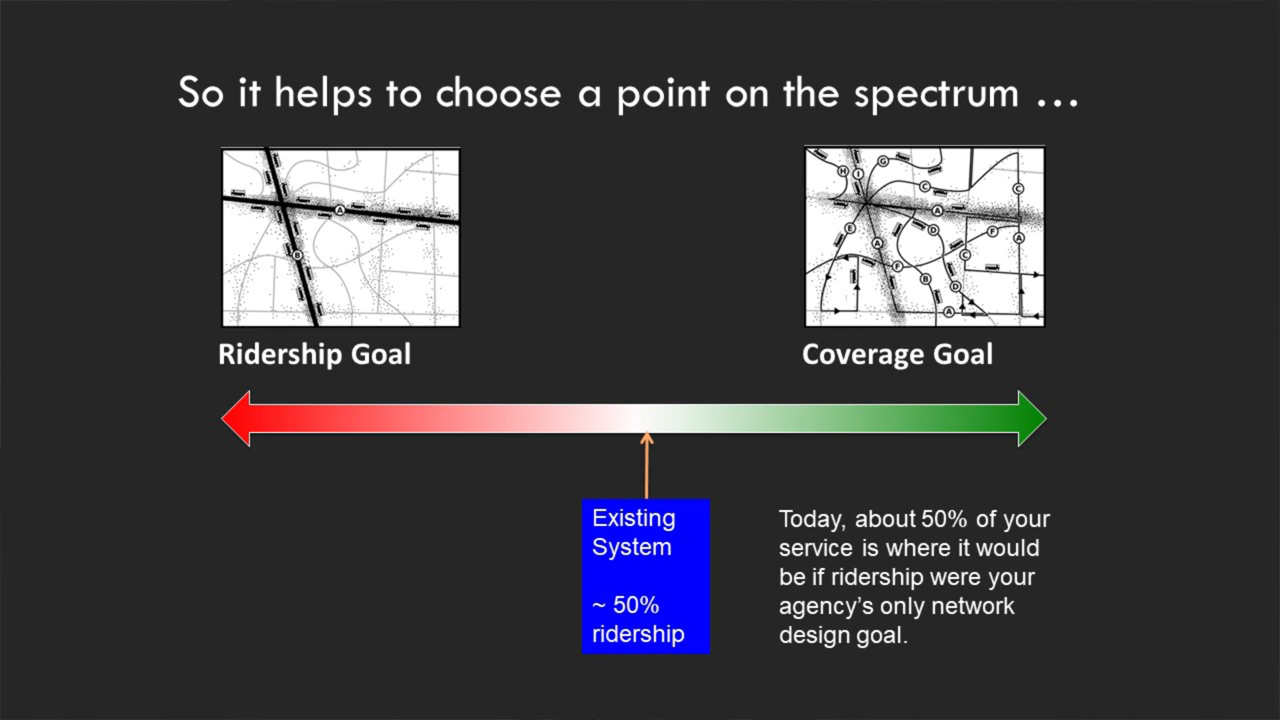 So it helps to choose a point on the spectrum ...
A
B
H
I
G
C
C
A
E
D
F
A
A
C
F
B
D
A
Ridership Goal
Coverage Goal
Existing
System
~ 50%
ridership
Today, about 50% of your
service is where it would
be if ridership were your
agency’s only network
design goal.